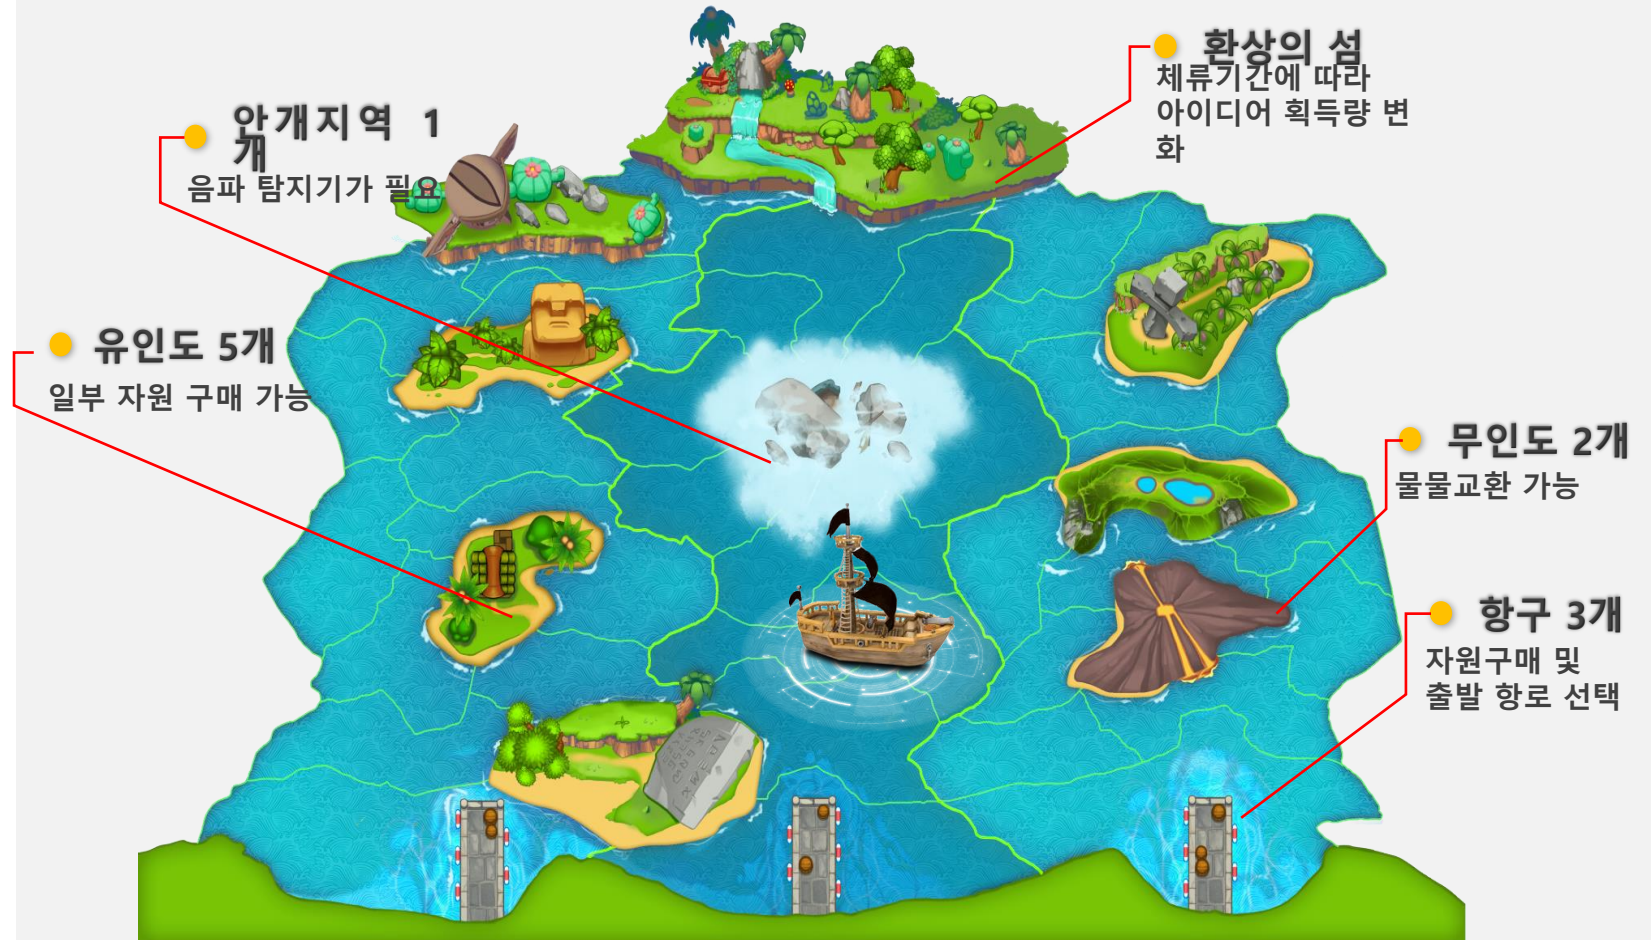 환상의 섬
체류기간에 따라
아이디어 획득량 변
화
안개지역 1
개
음파 탐지기가 필요
유인도 5개
일부 자원 구매 가능
무인도 2개
물물교환 가능
항구 3개
자원구매 및
출발 항로 선택